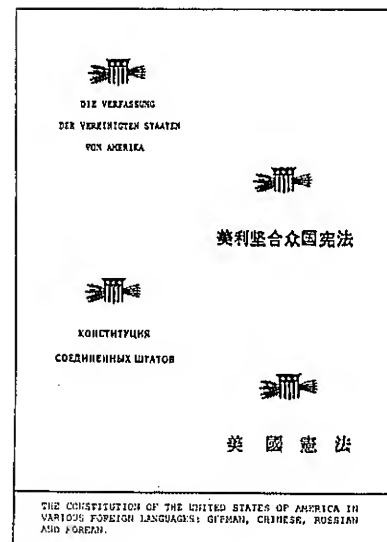 DIE VERFASSUNG
DER VEREINIGTEN STAATEN
VON AMERIKA
美利坚合众国宪法
КОНСТИТУЦИЯ
СОЕДИНЕННЫХ ШТАТОВ
美 國 憲 法
THE CONSTITUTION OF THE UNITED STATES OF AMERICA IN
VARIOUS FOREIGN LANGUAGES: GERMAN, CHINESE, RUSSIAN
AND KOREAN.